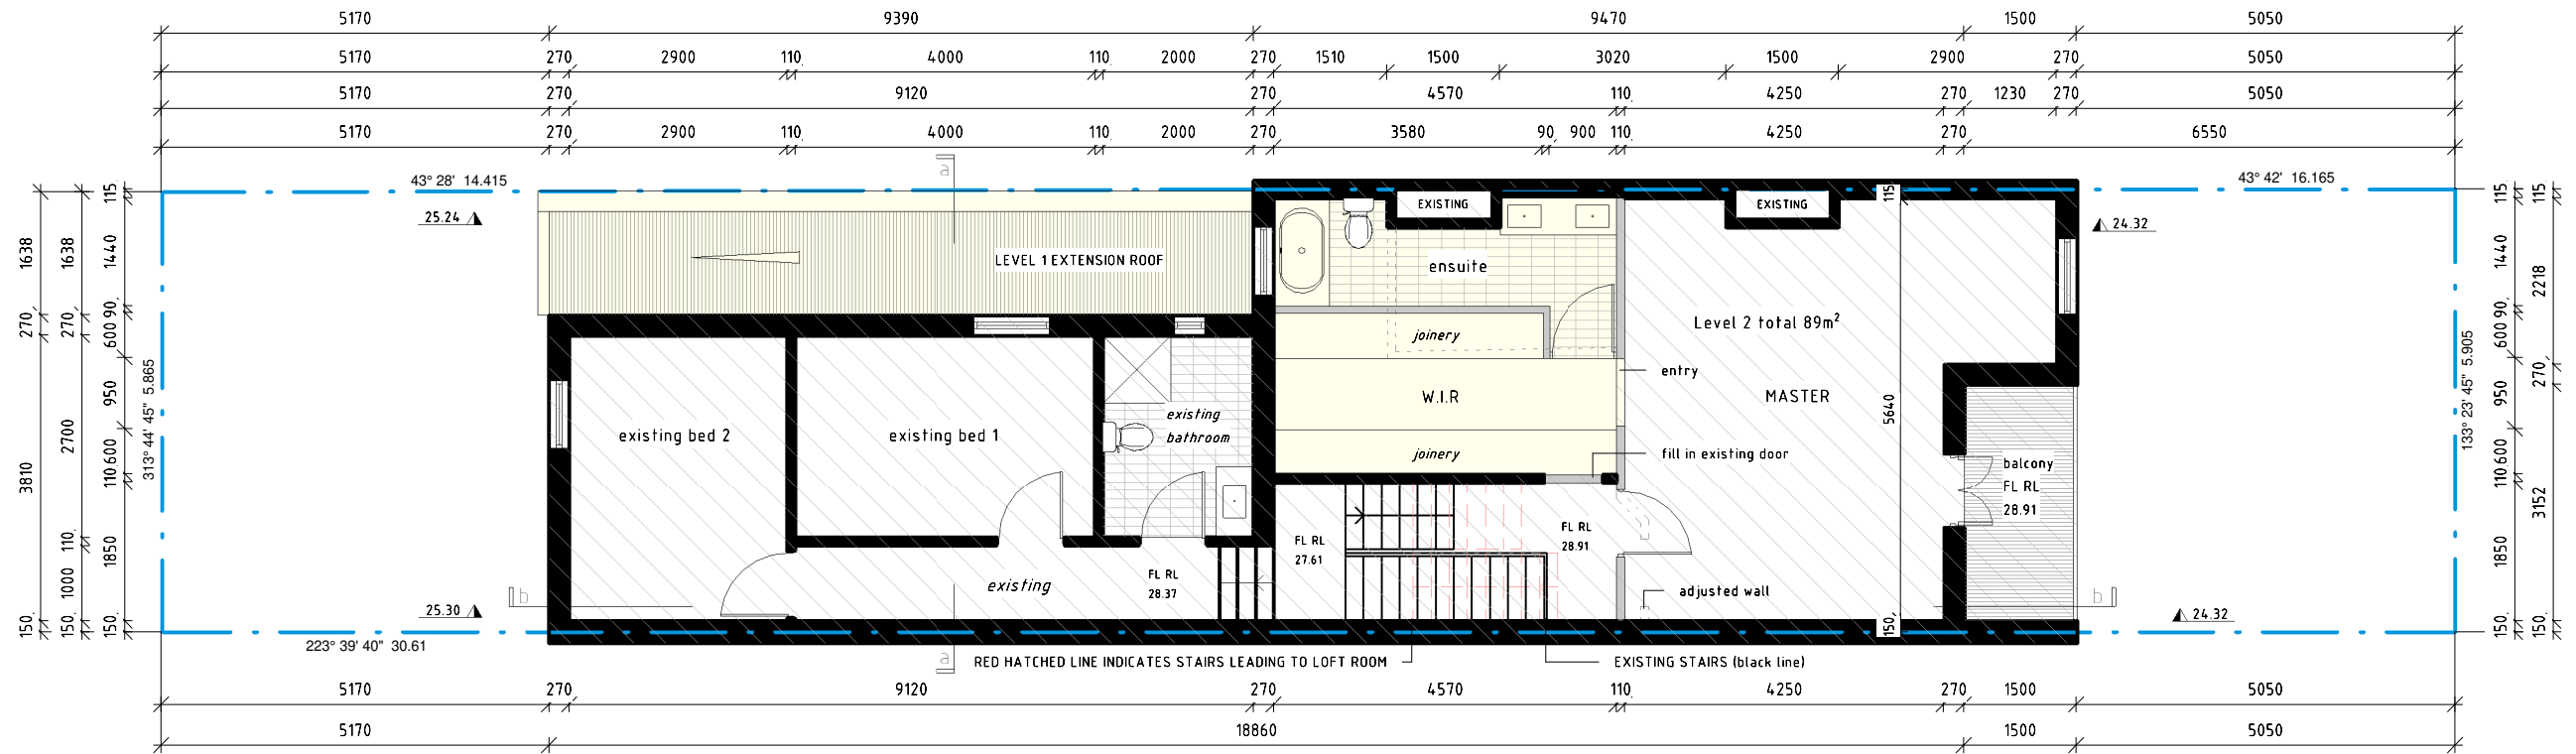 5170 9390 9470 1500 5050
5170 270 2900 110 4000 110 2000 270 1510 1500 3020 1500 2900 270 5050
5170 270 9120 270 4570 110 4250 270 1230 270 5050
5170 270 2900 110 4000 110 2000 270 3580 90 900 110 4250 270 6550
43° 28' 14.415
43° 42' 16.165
25.24
24.32
a
EXISTING
EXISTING
115
LEVEL 1 EXTENSION ROOF
ensuite
joinery
Level 2 total 89m²
entry
W.I.R
MASTER
5640
existing bed 2
existing bed 1
existing
bathroom
joinery
fill in existing door
balcony
FL RL
28.91
FL RL
27.61
FL RL
28.91
FL RL
28.37
existing
adjusted wall
b
b
25.30
24.32
150
a
223° 39' 40" 30.61
RED HATCHED LINE INDICATES STAIRS LEADING TO LOFT ROOM
EXISTING STAIRS (black line)
1638
270
3810
150
1638
270
2700
110
1000
150
115
1440
90
600
950
600
110
1850
150
313° 44' 45" 5.865
133° 23' 45" 5.905
115
1440
90
600
950
600
110
1850
150
115
2218
270
3152
150
5170 270 9120 270 4570 110 4250 270 1500 5050
5170 18860 1500 5050